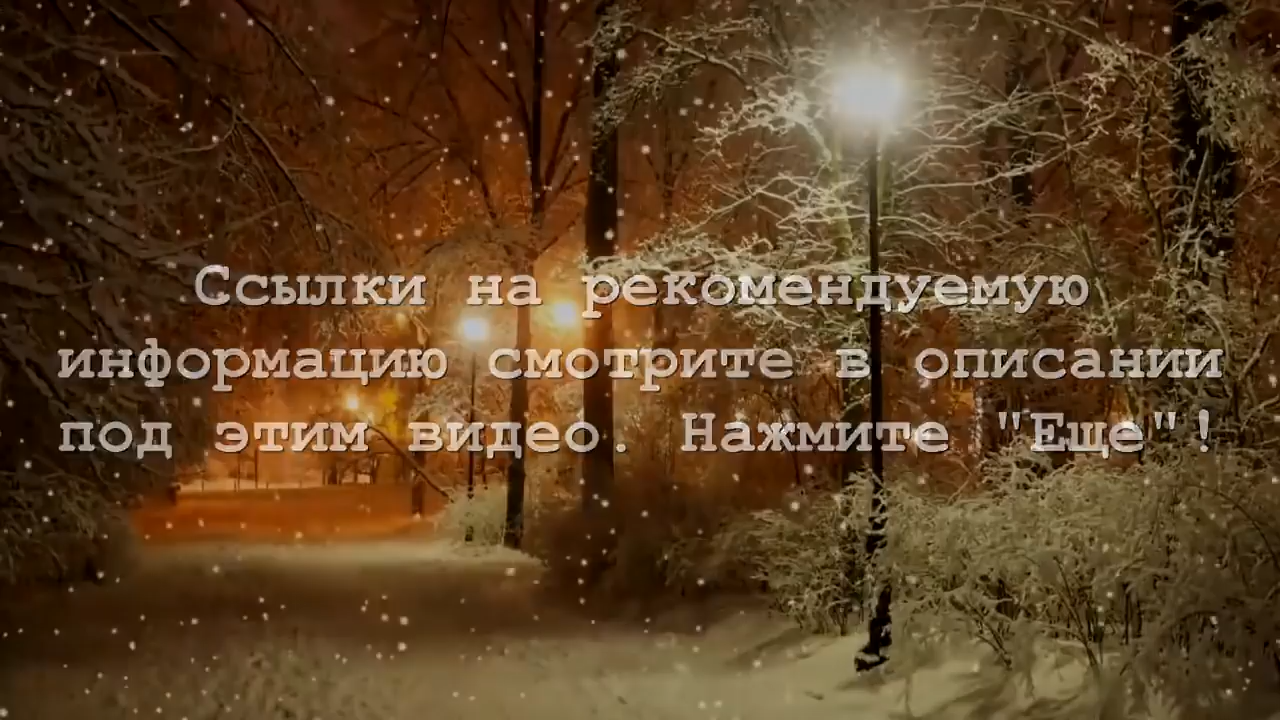 Ссылки на рекомендуемую
информацию смотрите в описании
под этим видео. Нажмите "Еще"!